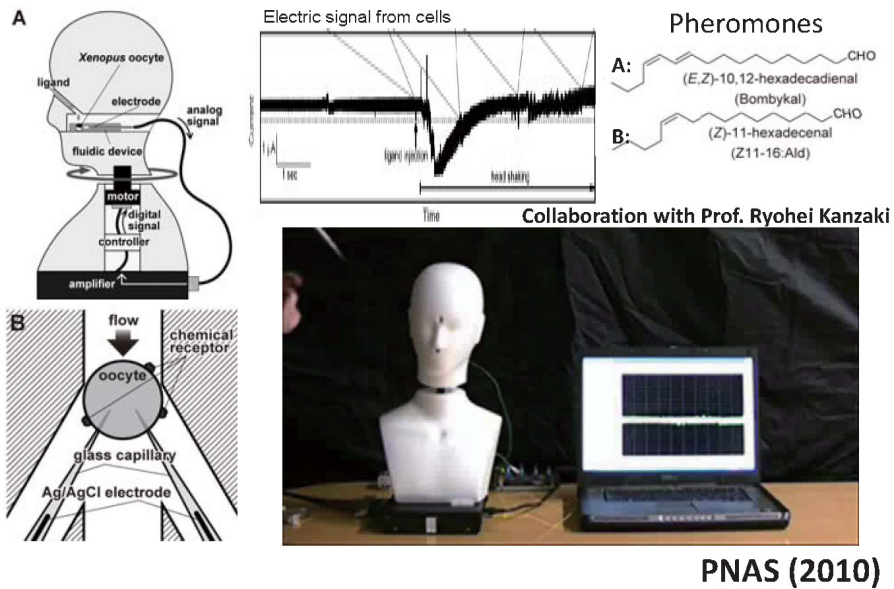 A
Xenopus oocyte
ligand
electrode
analog
signal
fluidic device
motor
digital
signal
controller
amplifier
B
flow
chemical
receptor
oocyte
glass capillary
Ag/AgCl electrode
Electric signal from cells
Current
1 μA
1 sec
ligand injection
head shaking
Time
Pheromones
A:
CHO
(E,Z)-10,12-hexadecadienal
(Bombykal)
B:
CHO
(Z)-11-hexadecenal
(Z11-16:Ald)
Collaboration with Prof. Ryohei Kanzaki
PNAS (2010)